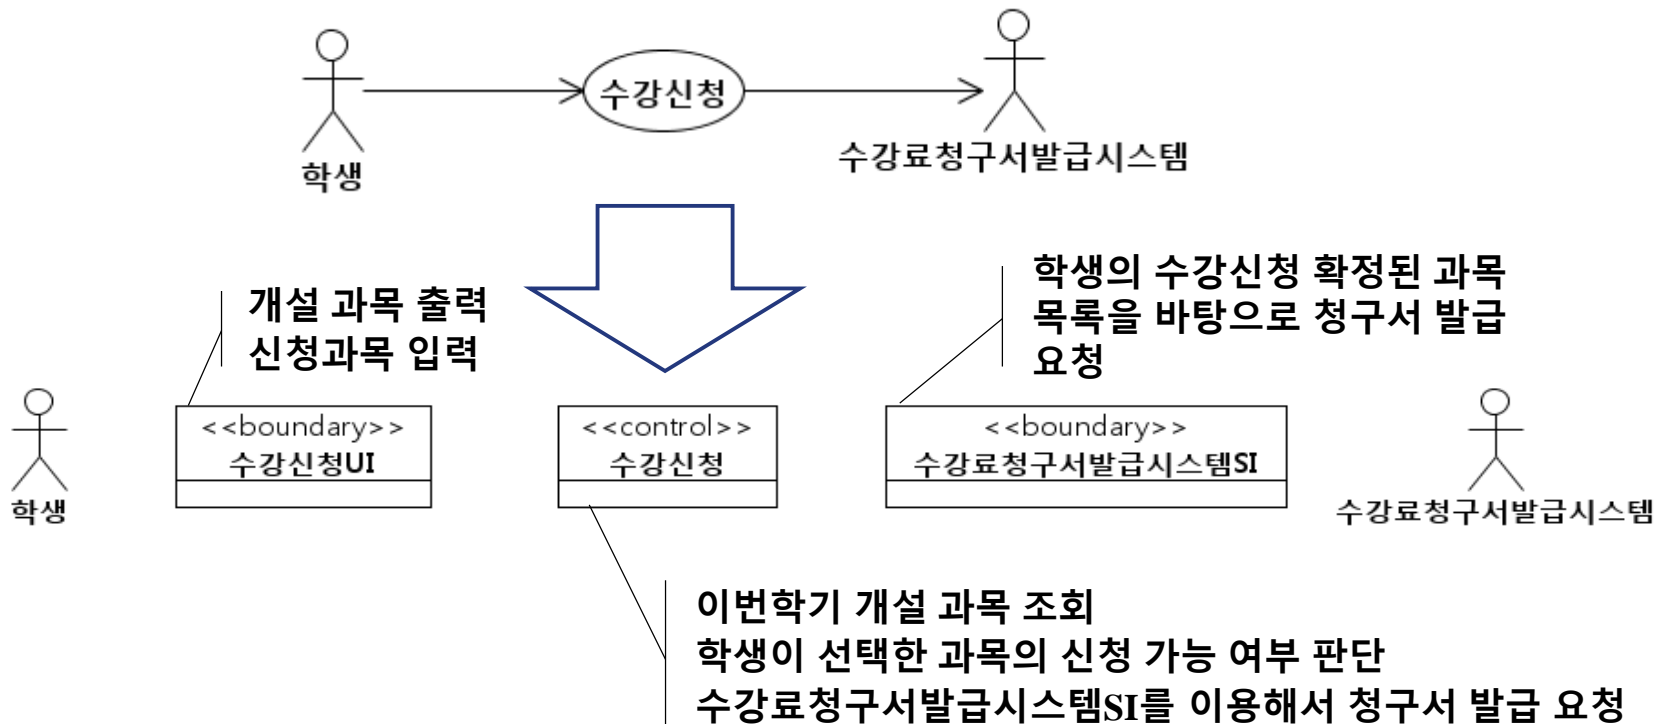 수강신청
학생
수강료청구서발급시스템
개설 과목 출력
신청과목 입력
학생의 수강신청 확정된 과목
목록을 바탕으로 청구서 발급
요청
학생
<<boundary>>
수강신청UI
<<control>>
수강신청
<<boundary>>
수강료청구서발급시스템SI
수강료청구서발급시스템
이번학기 개설 과목 조회
학생이 선택한 과목의 신청 가능 여부 판단
수강료청구서발급시스템SI를 이용해서 청구서 발급 요청